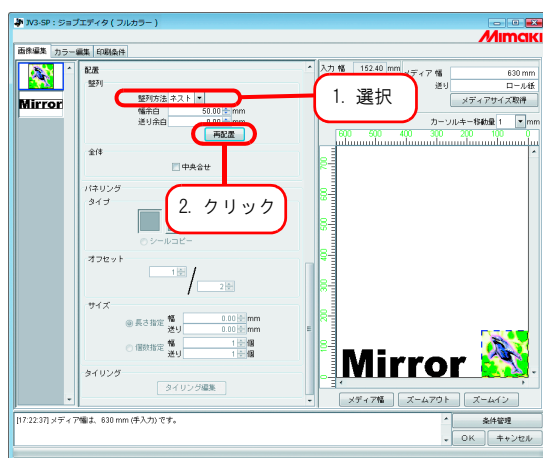 JV3-SP : ジョブエディタ ( フルカラー )
Mimaki
画像編集 カラー編集 印刷条件
Mirror
配置
整列
整列方法 ネスト
幅余白 50.00 mm
送り余白 0.00 mm
再配置
全体
中央合せ
パネリング
タイプ
シールコピー
オフセット
1 / 2
サイズ
長さ指定 幅 0.00 mm
送り 0.00 mm
個数指定 幅 1 個
送り 1 個
タイリング
タイリング編集
1. 選択
2. クリック
入力 幅 152.40 mm
メディア 幅 630 mm
送り ロール紙
メディアサイズ取得
カーソルキー移動量 1 mm
600 500 400 300 200 100 0
Mirror
メディア幅 ズームアウト ズームイン
[17:22:37] メディア幅は、630 mm (手入力) です。
条件管理
OK キャンセル